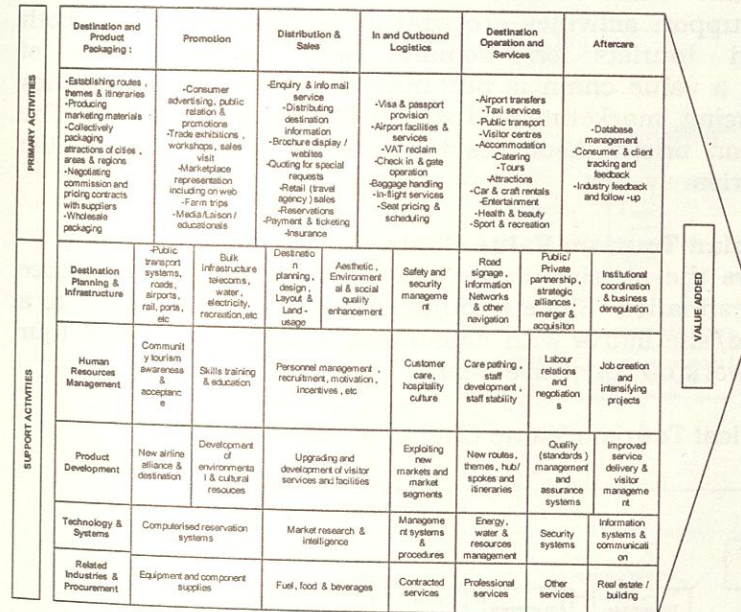 PRIMARY ACTIVITIES
Destination and
Product
Packaging :
Promotion
Distribution &
Sales
In and Outbound
Logistics
Destination
Operation and
Services
Aftercare
-Establishing routes ,
themes & itineraries
-Producing
marketing materials
-Collectively
packaging
attractions of cities ,
areas & regions
-Negotiating
commission and
pricing contracts
with suppliers
-Wholesale
packaging
-Consumer
advertising, public
relation &
promotions
-Trade exhibitions ,
workshops, sales
visit
-Marketplace
representation
including on web
-Farm trips
-Media/Liaison /
educationals
-Enquiry & info mail
service
-Distributing
destination
information
-Brochure display /
webites
-Quoting for special
requests
-Retail (travel
agency ) sales
-Reservations
-Payment & ticketing
-Insurance
-Visa & passport
provision
-Airport facilities &
services
-VAT reclaim
-Check in & gate
operation
-Baggage handling
-In-flight services
-Seat pricing &
scheduling
-Airport transfers
-Taxi services
-Public transport
-Visitor centres
-Accommodation
-Catering
-Tours
-Attractions
-Car & craft rentals
-Entertainment
-Health & beauty
-Sport & recreation
-Database
management
-Consumer & client
tracking and
feedback
-Industry feedback
and follow -up
SUPPORT ACTIVITIES
Destination
Planning &
Infrastructure
-Public
transport
systems,
roads,
airports,
rail, ports,
etc
Bulk
infrastructure
telecoms,
water,
electricity,
recreation,etc
Destinatio
n
planning,
design,
Layout &
Land -
usage
Aesthetic ,
Environment
al & social
quality
enhancement
Safety and
security
manageme
nt
Road
signage,
information
Networks
& other
navigation
Public/
Private
partnership,
strategic
alliances,
merger &
acquisiton
Institutional
coordination
& business
deregulation
Human
Resources
Management
Communit
y tourism
awareness
&
acceptanc
e
Skills training
& education
Personnel management ,
recruitment, motivation,
incentives, etc
Customer
care,
hospitality
culture
Care pathing ,
staff
development ,
staff stability
Labour
relations
and
negotiation
s
Job creation
and
intensifying
projects
Product
Development
New airline
alliance &
destination
Development
of
environmenta
l & cultural
resouces
Upgrading and
development of visitor
services and facilities
Exploiting
new
markets and
market
segments
New routes,
themes, hub/
spokes and
itineraries
Quality
(standards )
management
and
assurance
systems
Improved
service
delivery &
visitor
manageme
nt
Technology &
Systems
Computerised reservation
systems
Market research &
intelligence
Manageme
nt systems
&
procedures
Energy,
water &
resources
management
Security
systems
Information
systems &
communicati
on
Related
Industries &
Procurement
Equipment and component
supplies
Fuel, food & beverages
Contracted
services
Professional
services
Other
services
Real estate /
building
VALUE ADDED